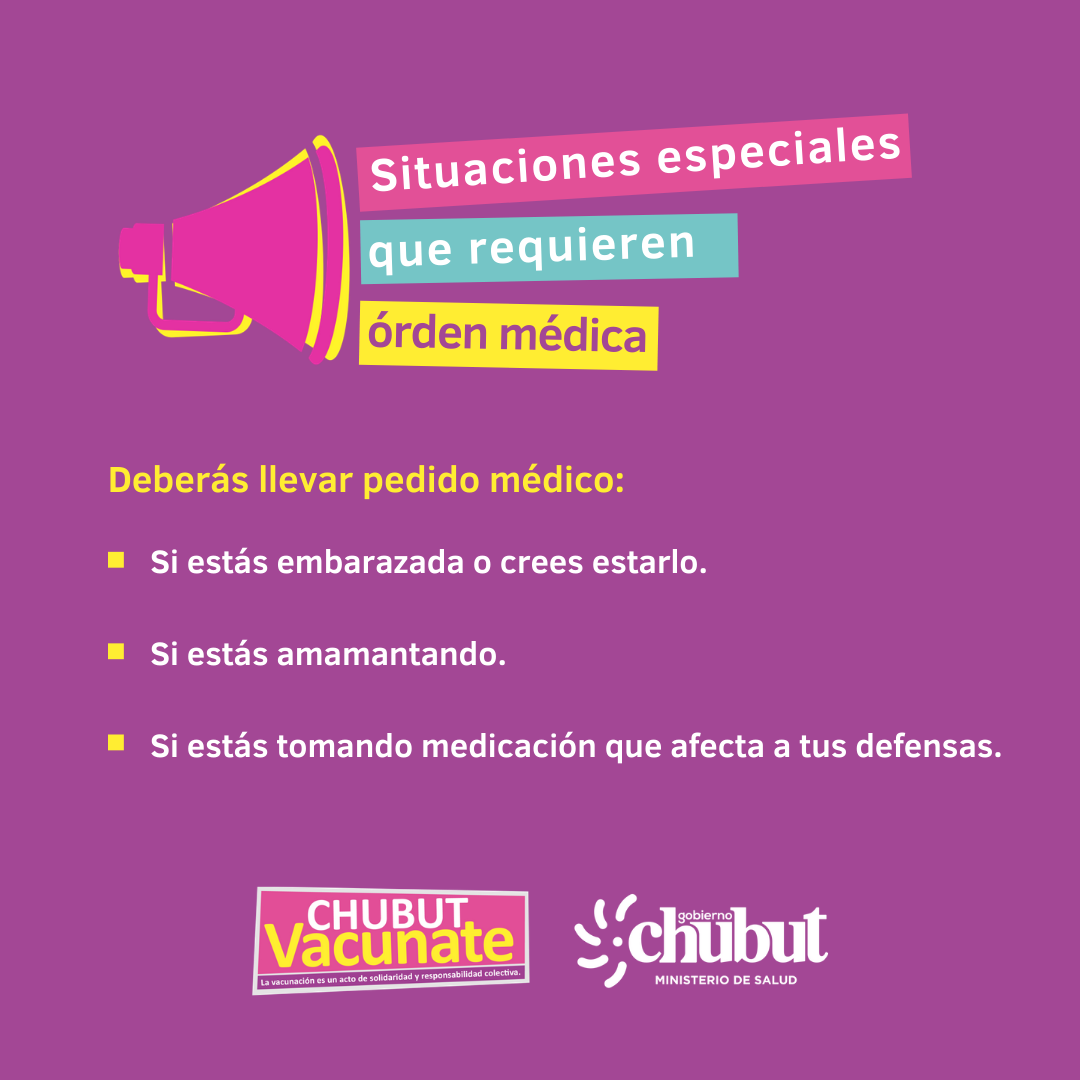 Situaciones especiales
que requieren
órden médica
Deberás llevar pedido médico:
Si estás embarazada o crees estarlo.
Si estás amamantando.
Si estás tomando medicación que afecta a tus defensas.
CHUBUT
Vacunate
La vacunación es un acto de solidaridad y responsabilidad colectiva.
gobierno
chubut
MINISTERIO DE SALUD